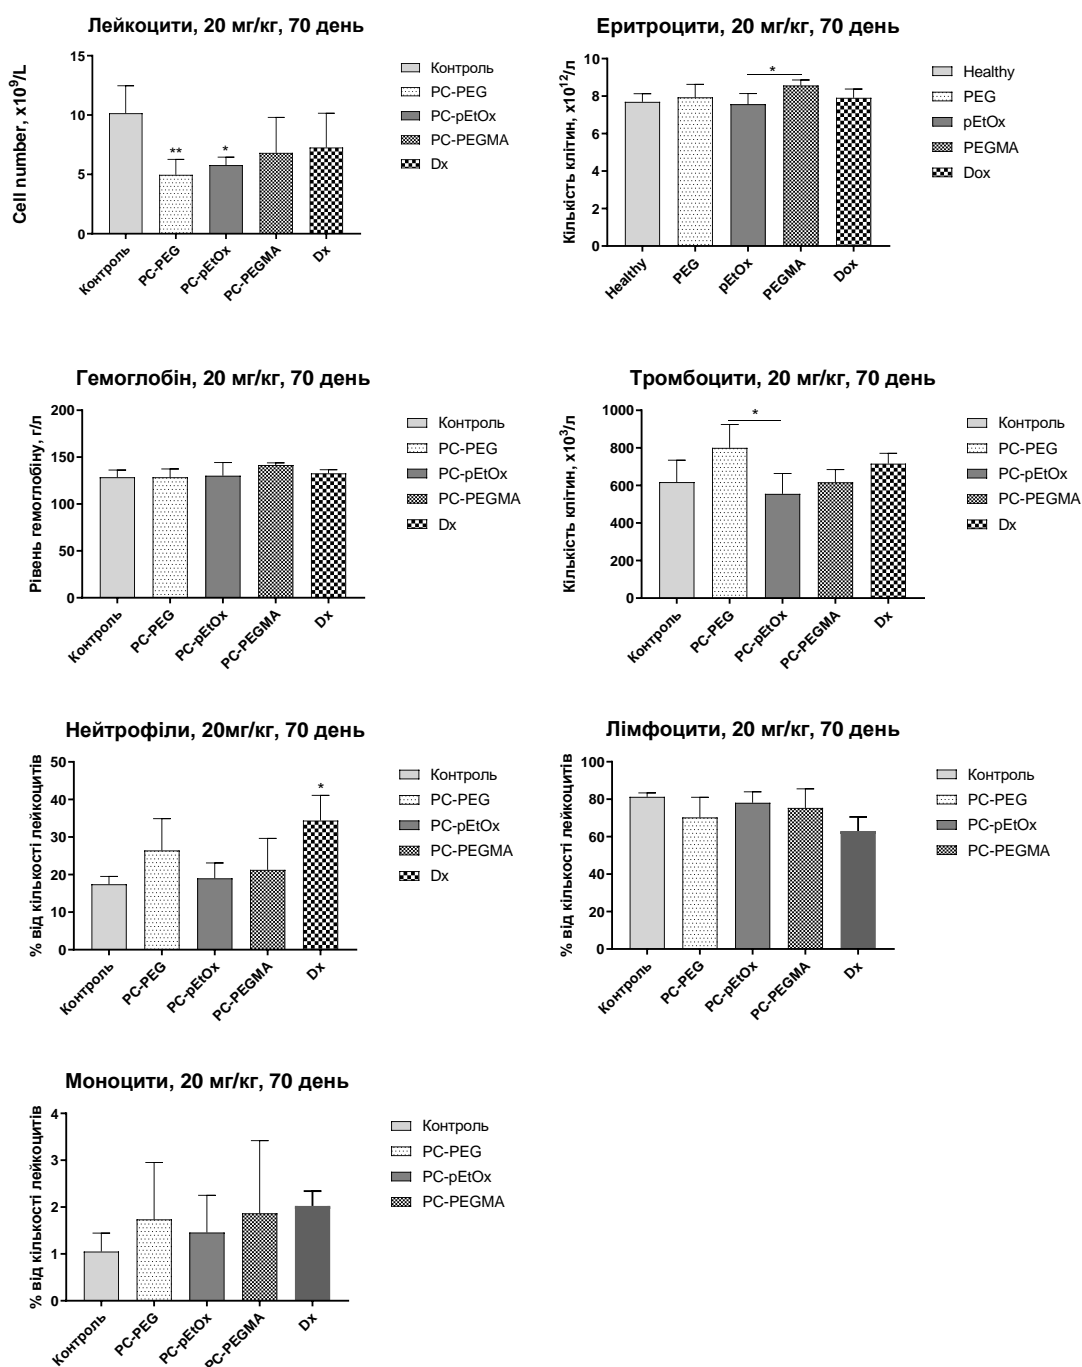 Лейкоцити, 20 мг/кг, 70 день
Cell number, x10⁹/L
15
10
5
0
** *
Контроль
PC-PEG
PC-pEtOx
PC-PEGMA
Dx
Контроль
PC-PEG
PC-pEtOx
PC-PEGMA
Dx
Еритроцити, 20 мг/кг, 70 день
Кількість клітин, x10¹²/л
10
8
6
4
2
0
*
Healthy
PEG
pEtOx
PEGMA
Dox
Healthy
PEG
pEtOx
PEGMA
Dox
Гемоглобін, 20 мг/кг, 70 день
Рівень гемоглобіну, г/л
200
150
100
50
0
Контроль
PC-PEG
PC-pEtOx
PC-PEGMA
Dx
Контроль
PC-PEG
PC-pEtOx
PC-PEGMA
Dx
Тромбоцити, 20 мг/кг, 70 день
Кількість клітин, x10³/л
1000
800
600
400
200
0
*
Контроль
PC-PEG
PC-pEtOx
PC-PEGMA
Dx
Контроль
PC-PEG
PC-pEtOx
PC-PEGMA
Dx
Нейтрофіли, 20мг/кг, 70 день
% від кількості лейкоцитів
50
40
30
20
10
0
*
Контроль
PC-PEG
PC-pEtOx
PC-PEGMA
Dx
Контроль
PC-PEG
PC-pEtOx
PC-PEGMA
Dx
Лімфоцити, 20 мг/кг, 70 день
% від кількості лейкоцитів
100
80
60
40
20
0
Контроль
PC-PEG
PC-pEtOx
PC-PEGMA
Dx
Контроль
PC-PEG
PC-pEtOx
PC-PEGMA
Моноцити, 20 мг/кг, 70 день
% від кількості лейкоцитів
4
3
2
1
0
Контроль
PC-PEG
PC-pEtOx
PC-PEGMA
Dx
Контроль
PC-PEG
PC-pEtOx
PC-PEGMA